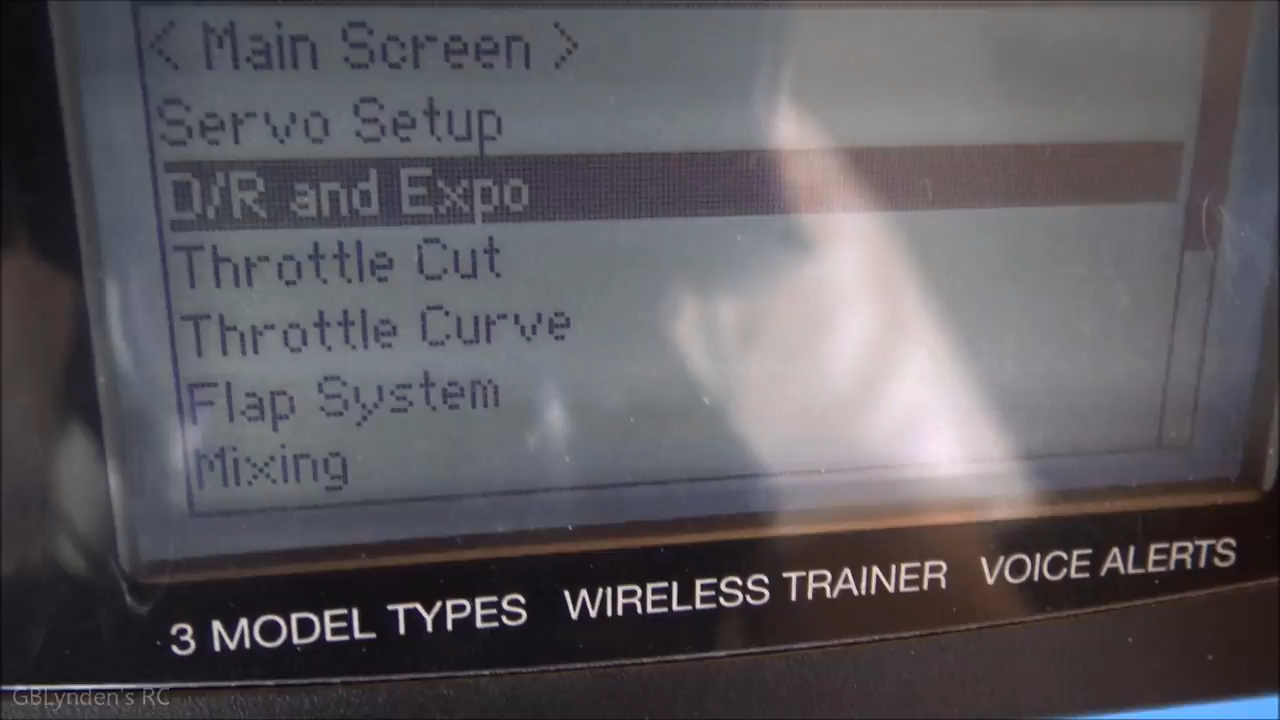 < Main Screen >
Servo Setup
D/R and Expo
Throttle Cut
Throttle Curve
Flap System
Mixing
3 MODEL TYPES WIRELESS TRAINER VOICE ALERTS
GBLynden's RC